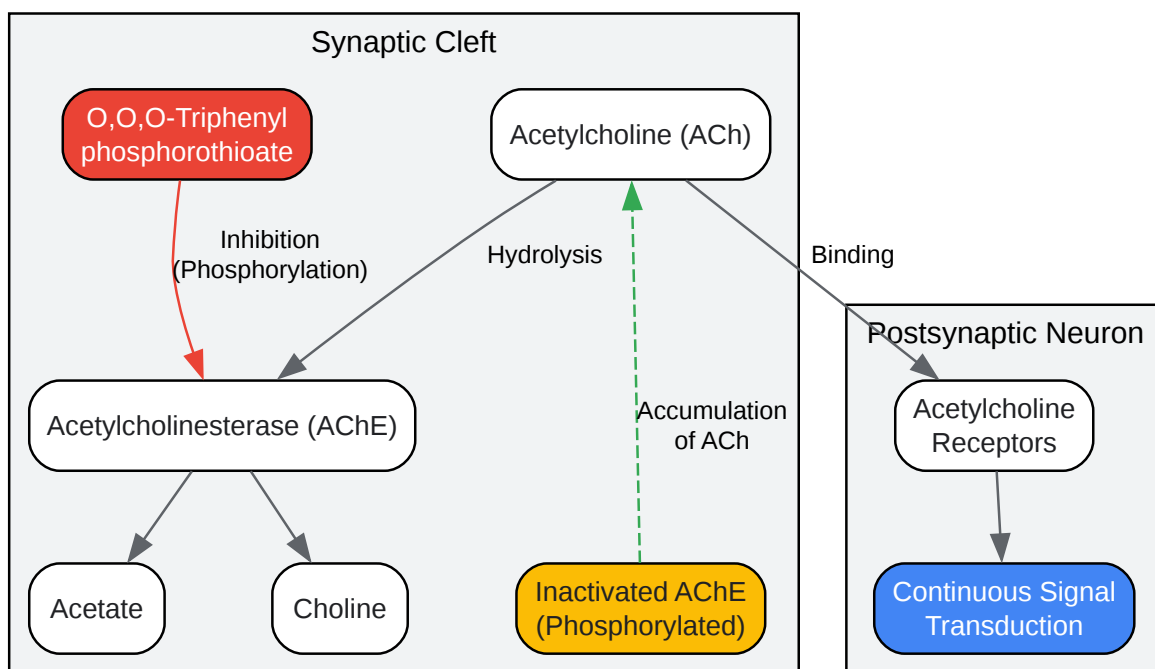 Synaptic Cleft
O,O,O-Triphenyl
phosphorothioate
Acetylcholine (ACh)
Inhibition
(Phosphorylation)
Hydrolysis
Binding
Postsynaptic Neuron
Acetylcholinesterase (AChE)
Accumulation
of ACh
Acetylcholine
Receptors
Acetate
Choline
Inactivated AChE
(Phosphorylated)
Continuous Signal
Transduction